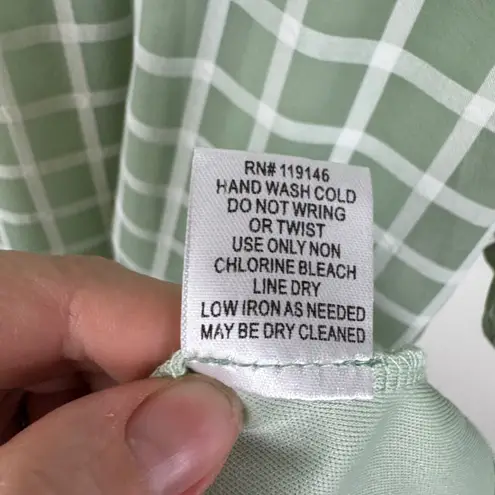 RN# 119146
HAND WASH COLD
DO NOT WRING
OR TWIST
USE ONLY NON
CHLORINE BLEACH
LINE DRY
LOW IRON AS NEEDED
MAY BE DRY CLEANED